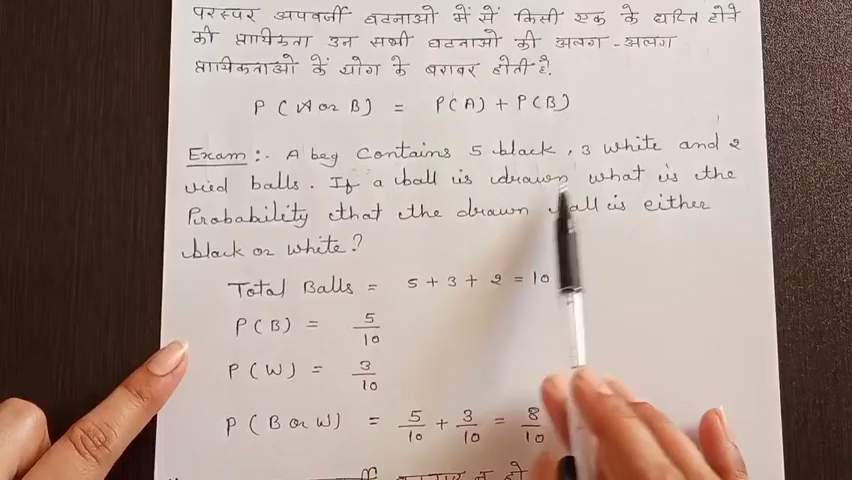 परस्पर अपवर्जी घटनाओ में सें किसी एक के घटित होने
की प्रायिकता उन सभी घटनाओ की अलग - अलग
प्रायिकताओ कें योग के बराबर होती है.
P ( A or B ) = P(A) + P(B)
Exam :- A beg Contains 5 black , 3 white and 2
red balls. If a ball is drawn what is the
Probability that the drawn ball is either
black or white?
Total Balls = 5 + 3 + 2 = 10
P(B) = 5/10
P(W) = 3/10
P ( B or W ) = 5/10 + 3/10 = 8/10